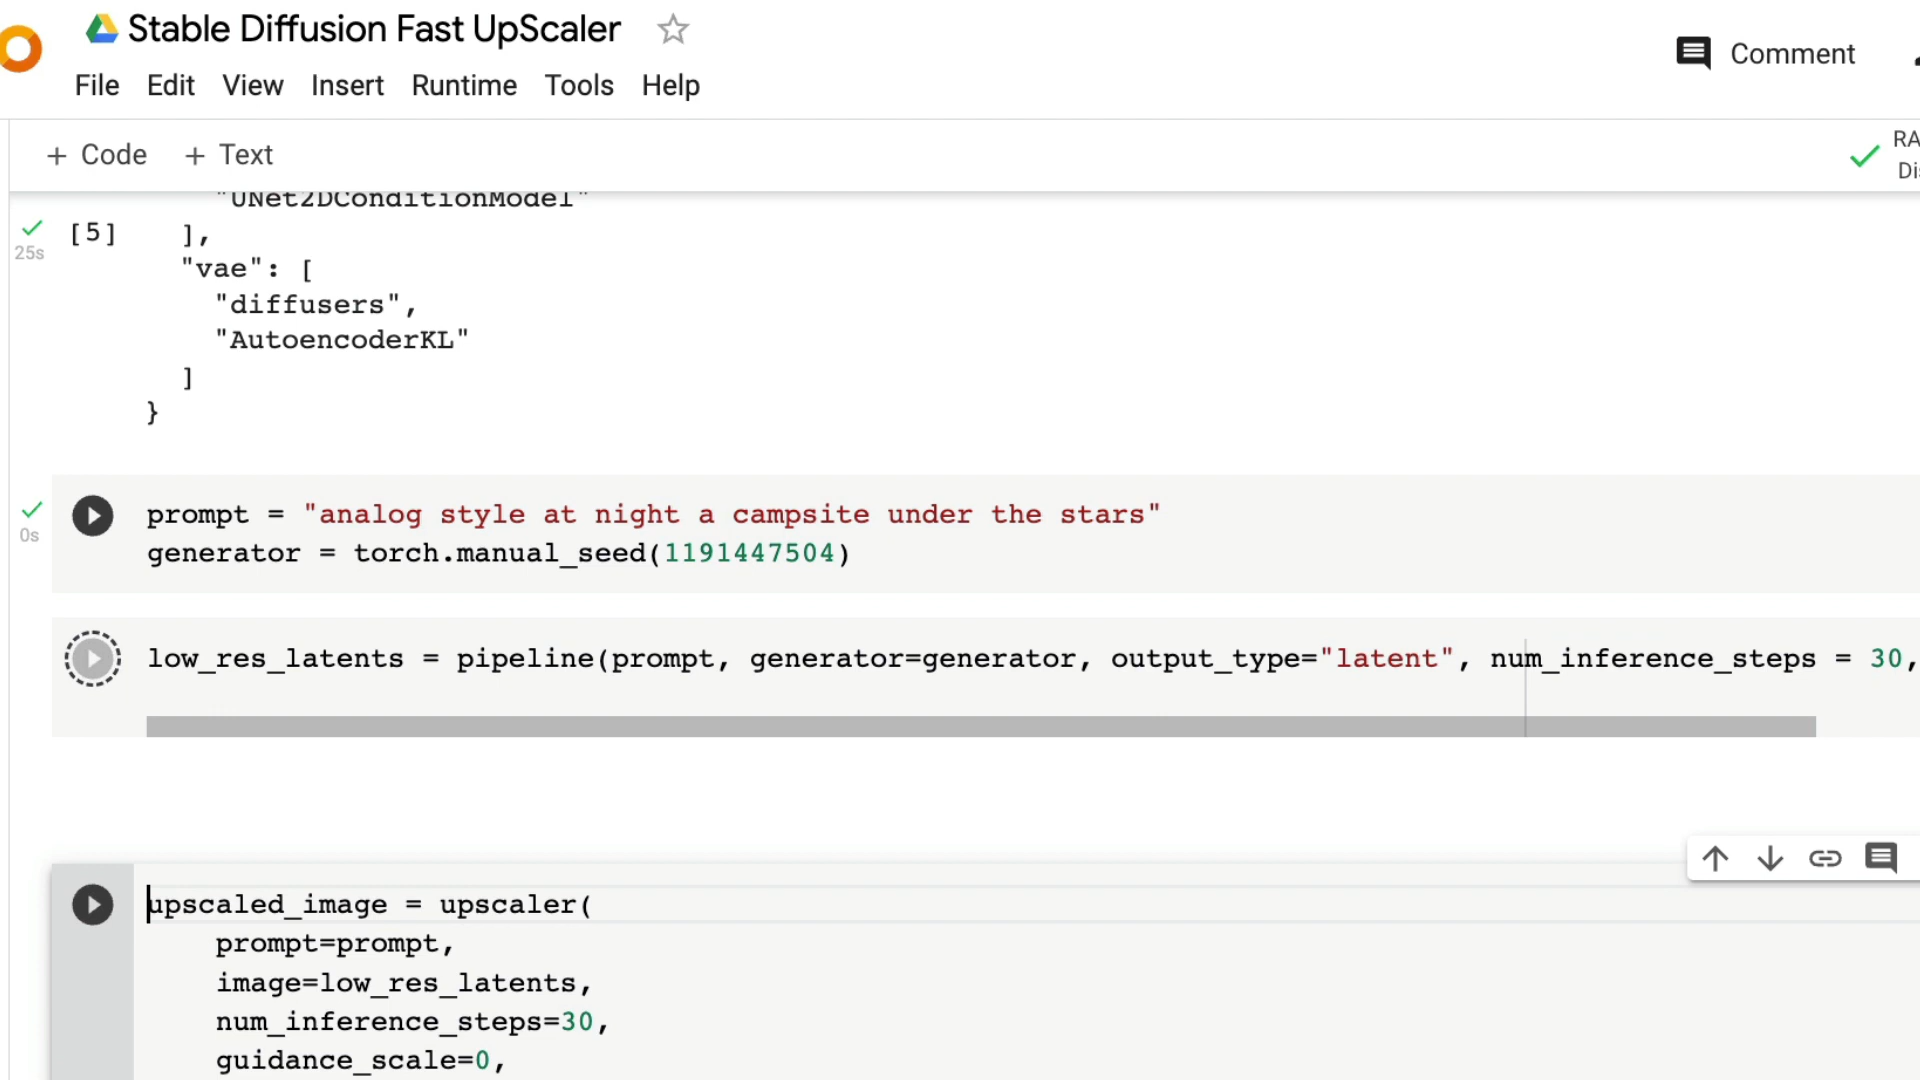 Stable Diffusion Fast UpScaler
Comment
File Edit View Insert Runtime Tools Help
+ Code + Text
RA
Dis
"UNet2DConditionModel"
[5] ],
25s
"vae": [
"diffusers",
"AutoencoderKL"
]
}
prompt = "analog style at night a campsite under the stars"
0s
generator = torch.manual_seed(1191447504)
low_res_latents = pipeline(prompt, generator=generator, output_type="latent", num_inference_steps = 30,
upscaled_image = upscaler(
prompt=prompt,
image=low_res_latents,
num_inference_steps=30,
guidance_scale=0,